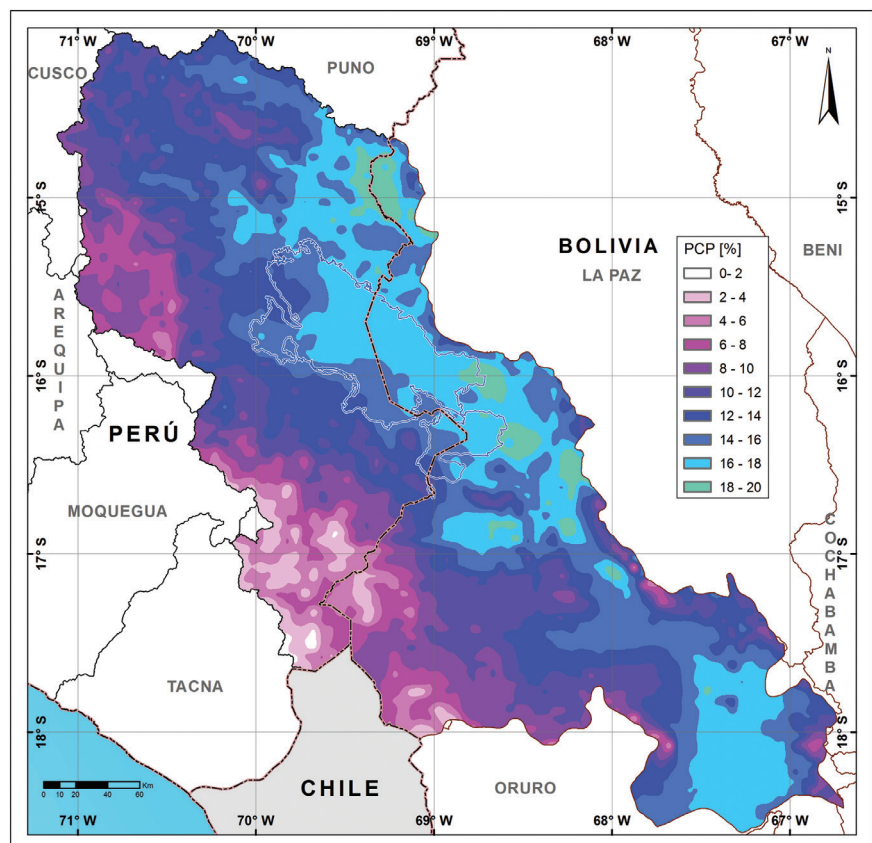 71° W 70° W 69° W 68° W 67° W
N
CUSCO
PUNO
15° S
15° S
BOLIVIA
LA PAZ
BENI
PCP [%]
0- 2
2 - 4
4 - 6
6 - 8
8 - 10
10 - 12
12 - 14
14 - 16
16 - 18
18 - 20
AREQUIPA
16° S
16° S
PERÚ
MOQUEGUA
COCHABAMBA
17° S
17° S
TACNA
18° S
18° S
CHILE
ORURO
0 10 20 40 60 Km
71° W 70° W 69° W 68° W 67° W